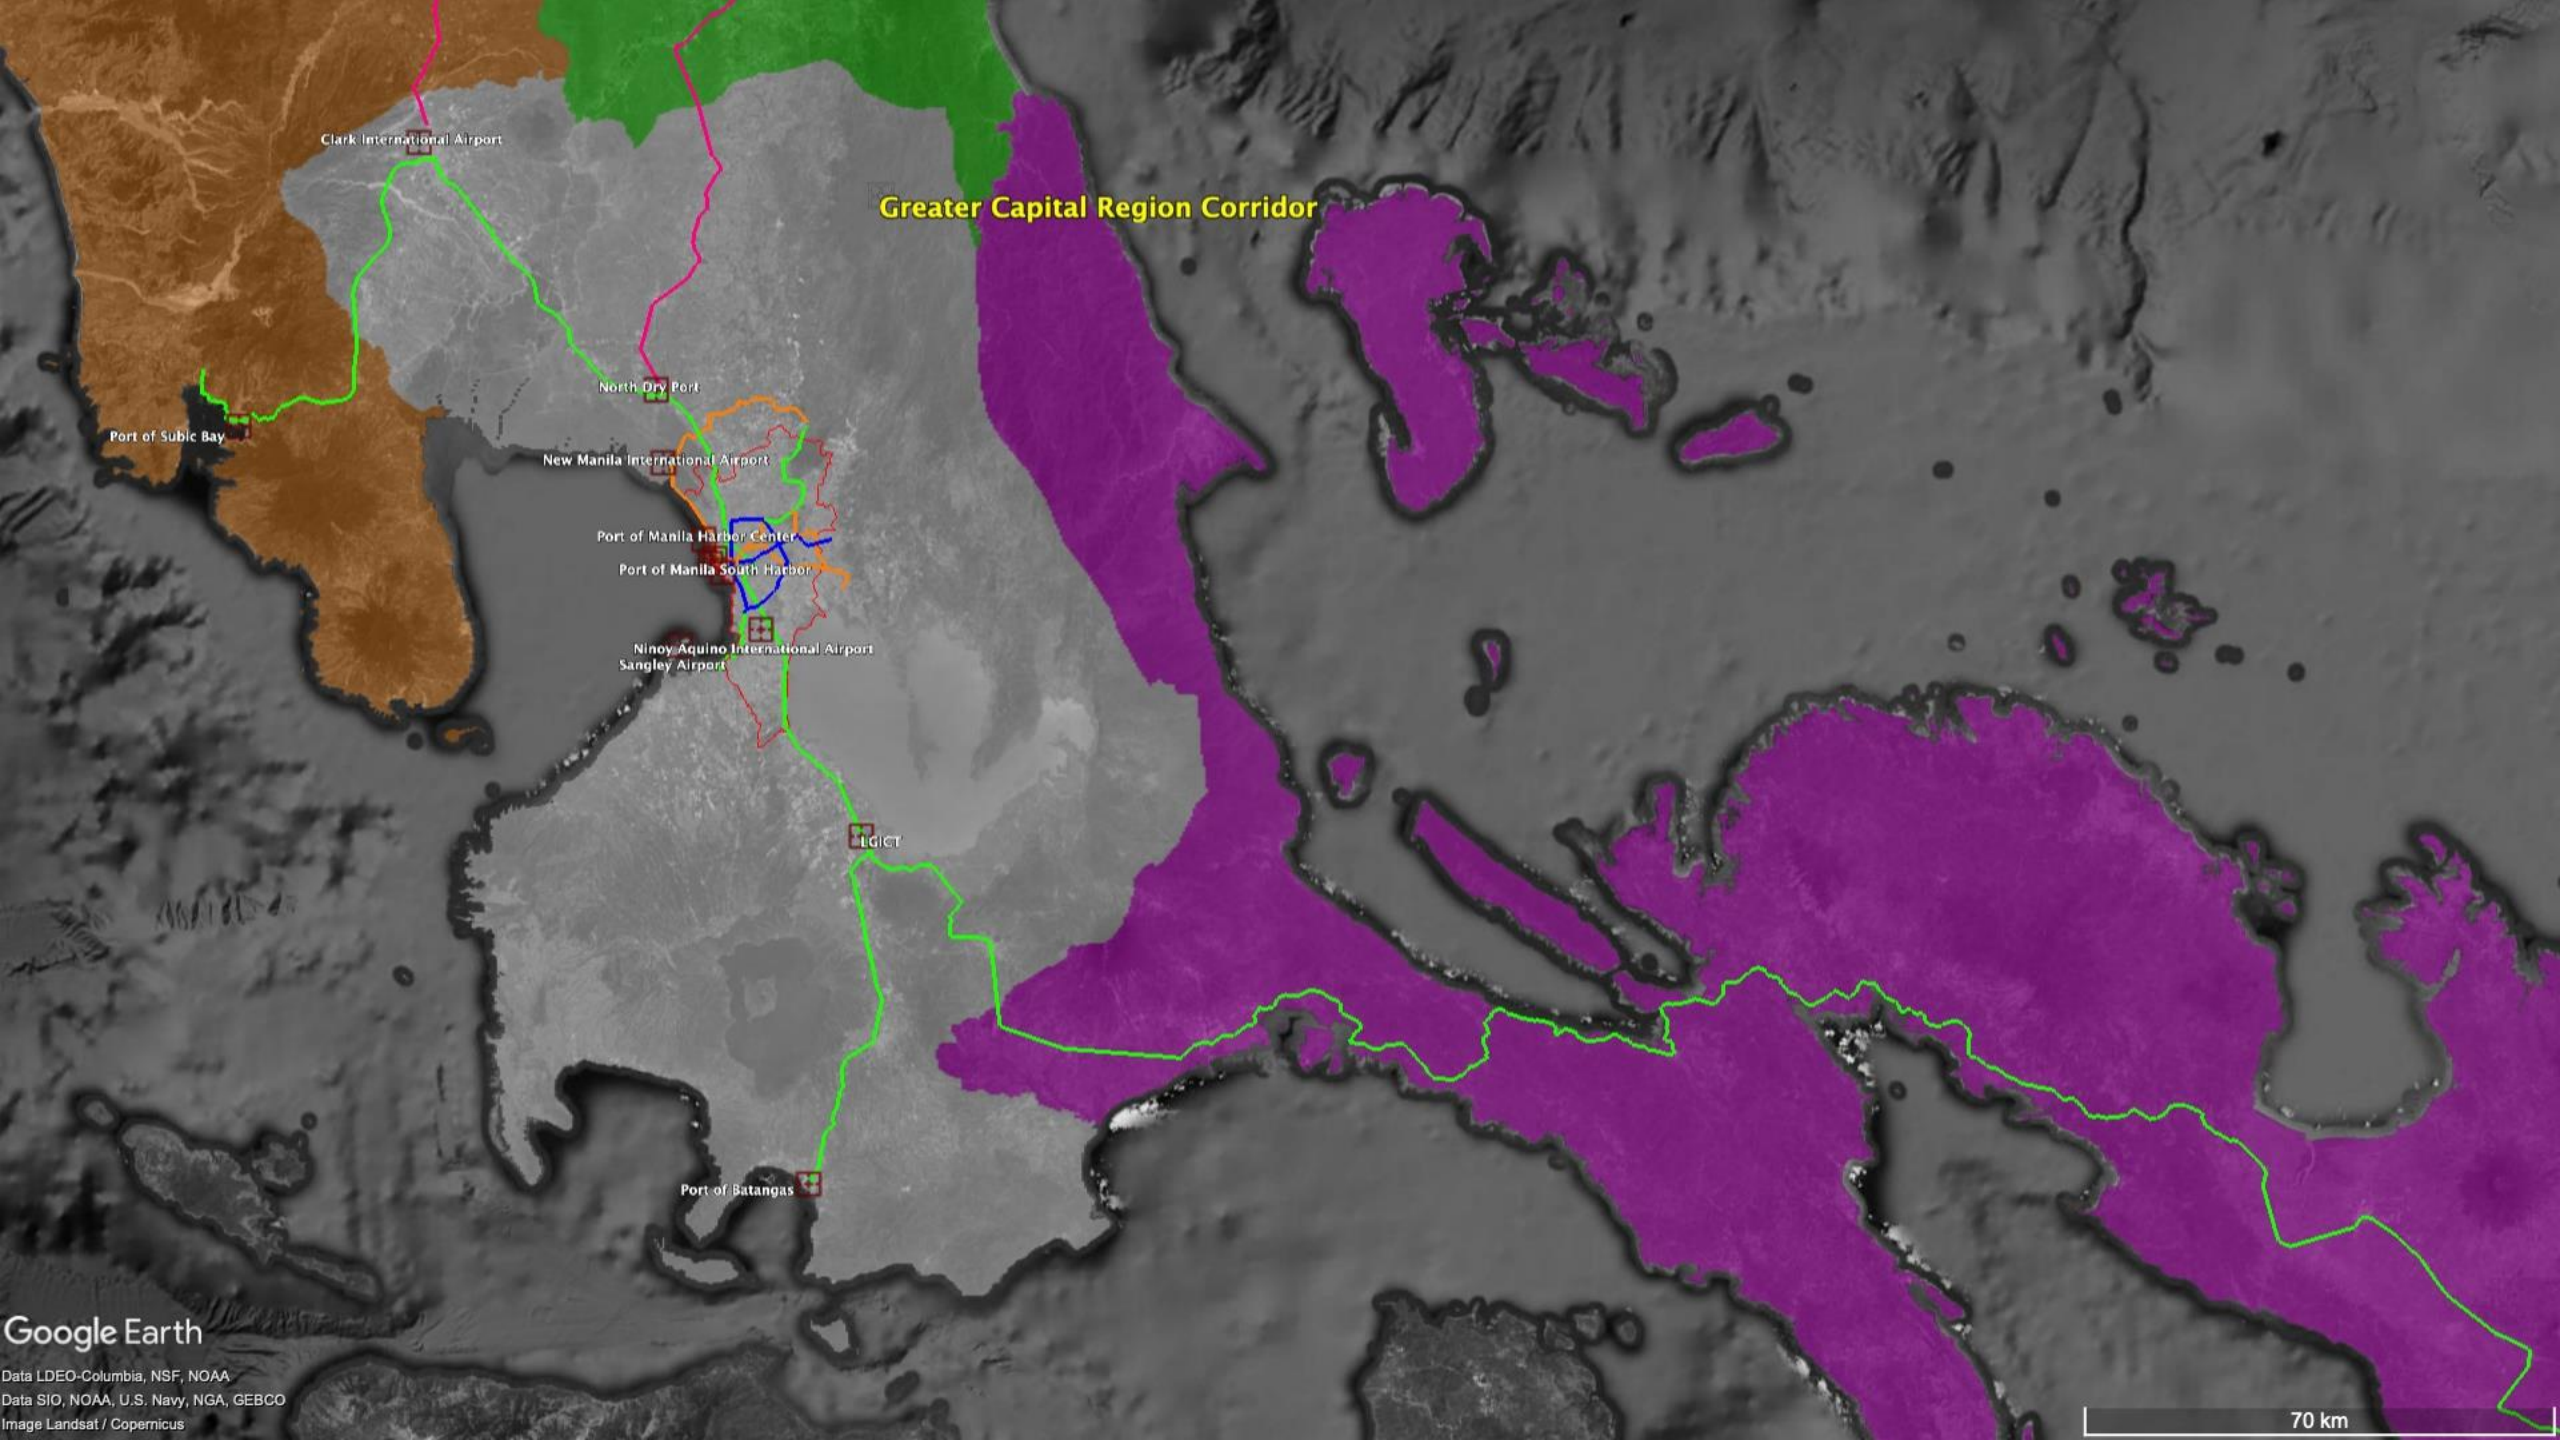 Clark International Airport
Greater Capital Region Corridor
North Dry Port
Port of Subic Bay
New Manila International Airport
Port of Manila Harbor Center
Port of Manila South Harbor
Ninoy Aquino International Airport
Sangley Airport
LGICT
Port of Batangas
Google Earth
Data LDEO-Columbia, NSF, NOAA
Data SIO, NOAA, U.S. Navy, NGA, GEBCO
Image Landsat / Copernicus
70 km